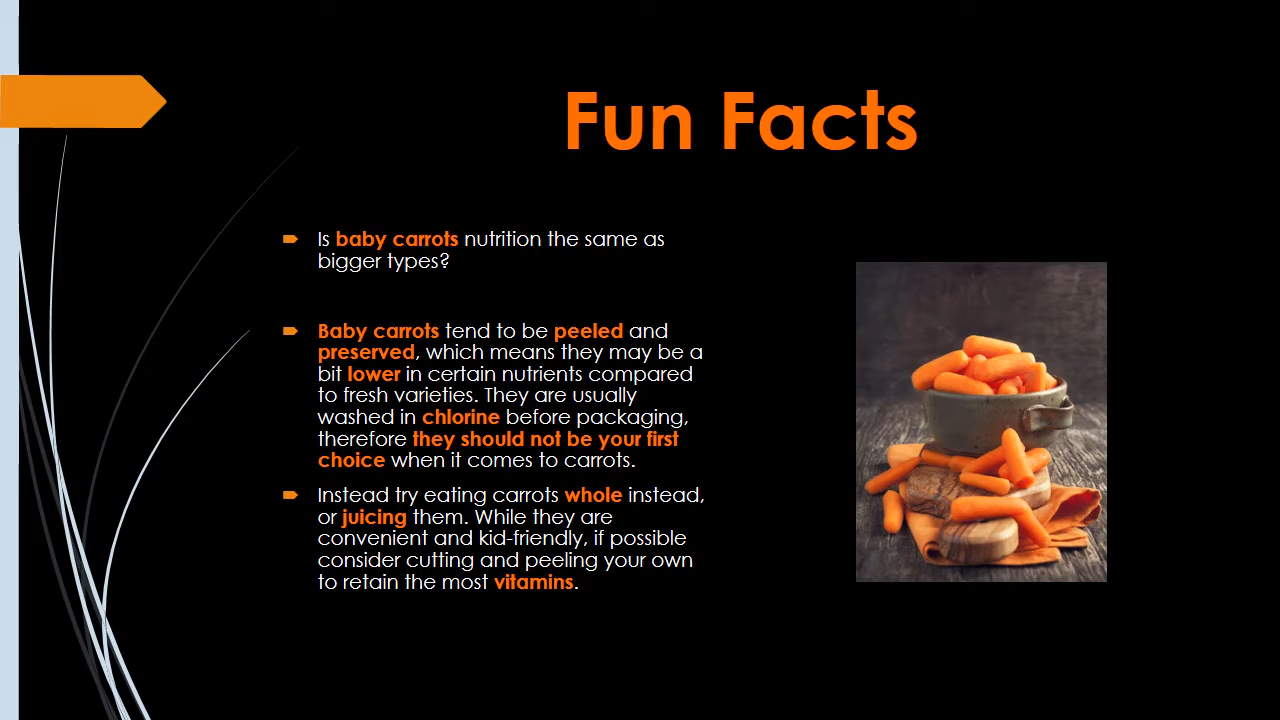 Fun Facts
Is baby carrots nutrition the same as
bigger types?
Baby carrots tend to be peeled and
preserved, which means they may be a
bit lower in certain nutrients compared
to fresh varieties. They are usually
washed in chlorine before packaging,
therefore they should not be your first
choice when it comes to carrots.
Instead try eating carrots whole instead,
or juicing them. While they are
convenient and kid-friendly, if possible
consider cutting and peeling your own
to retain the most vitamins.